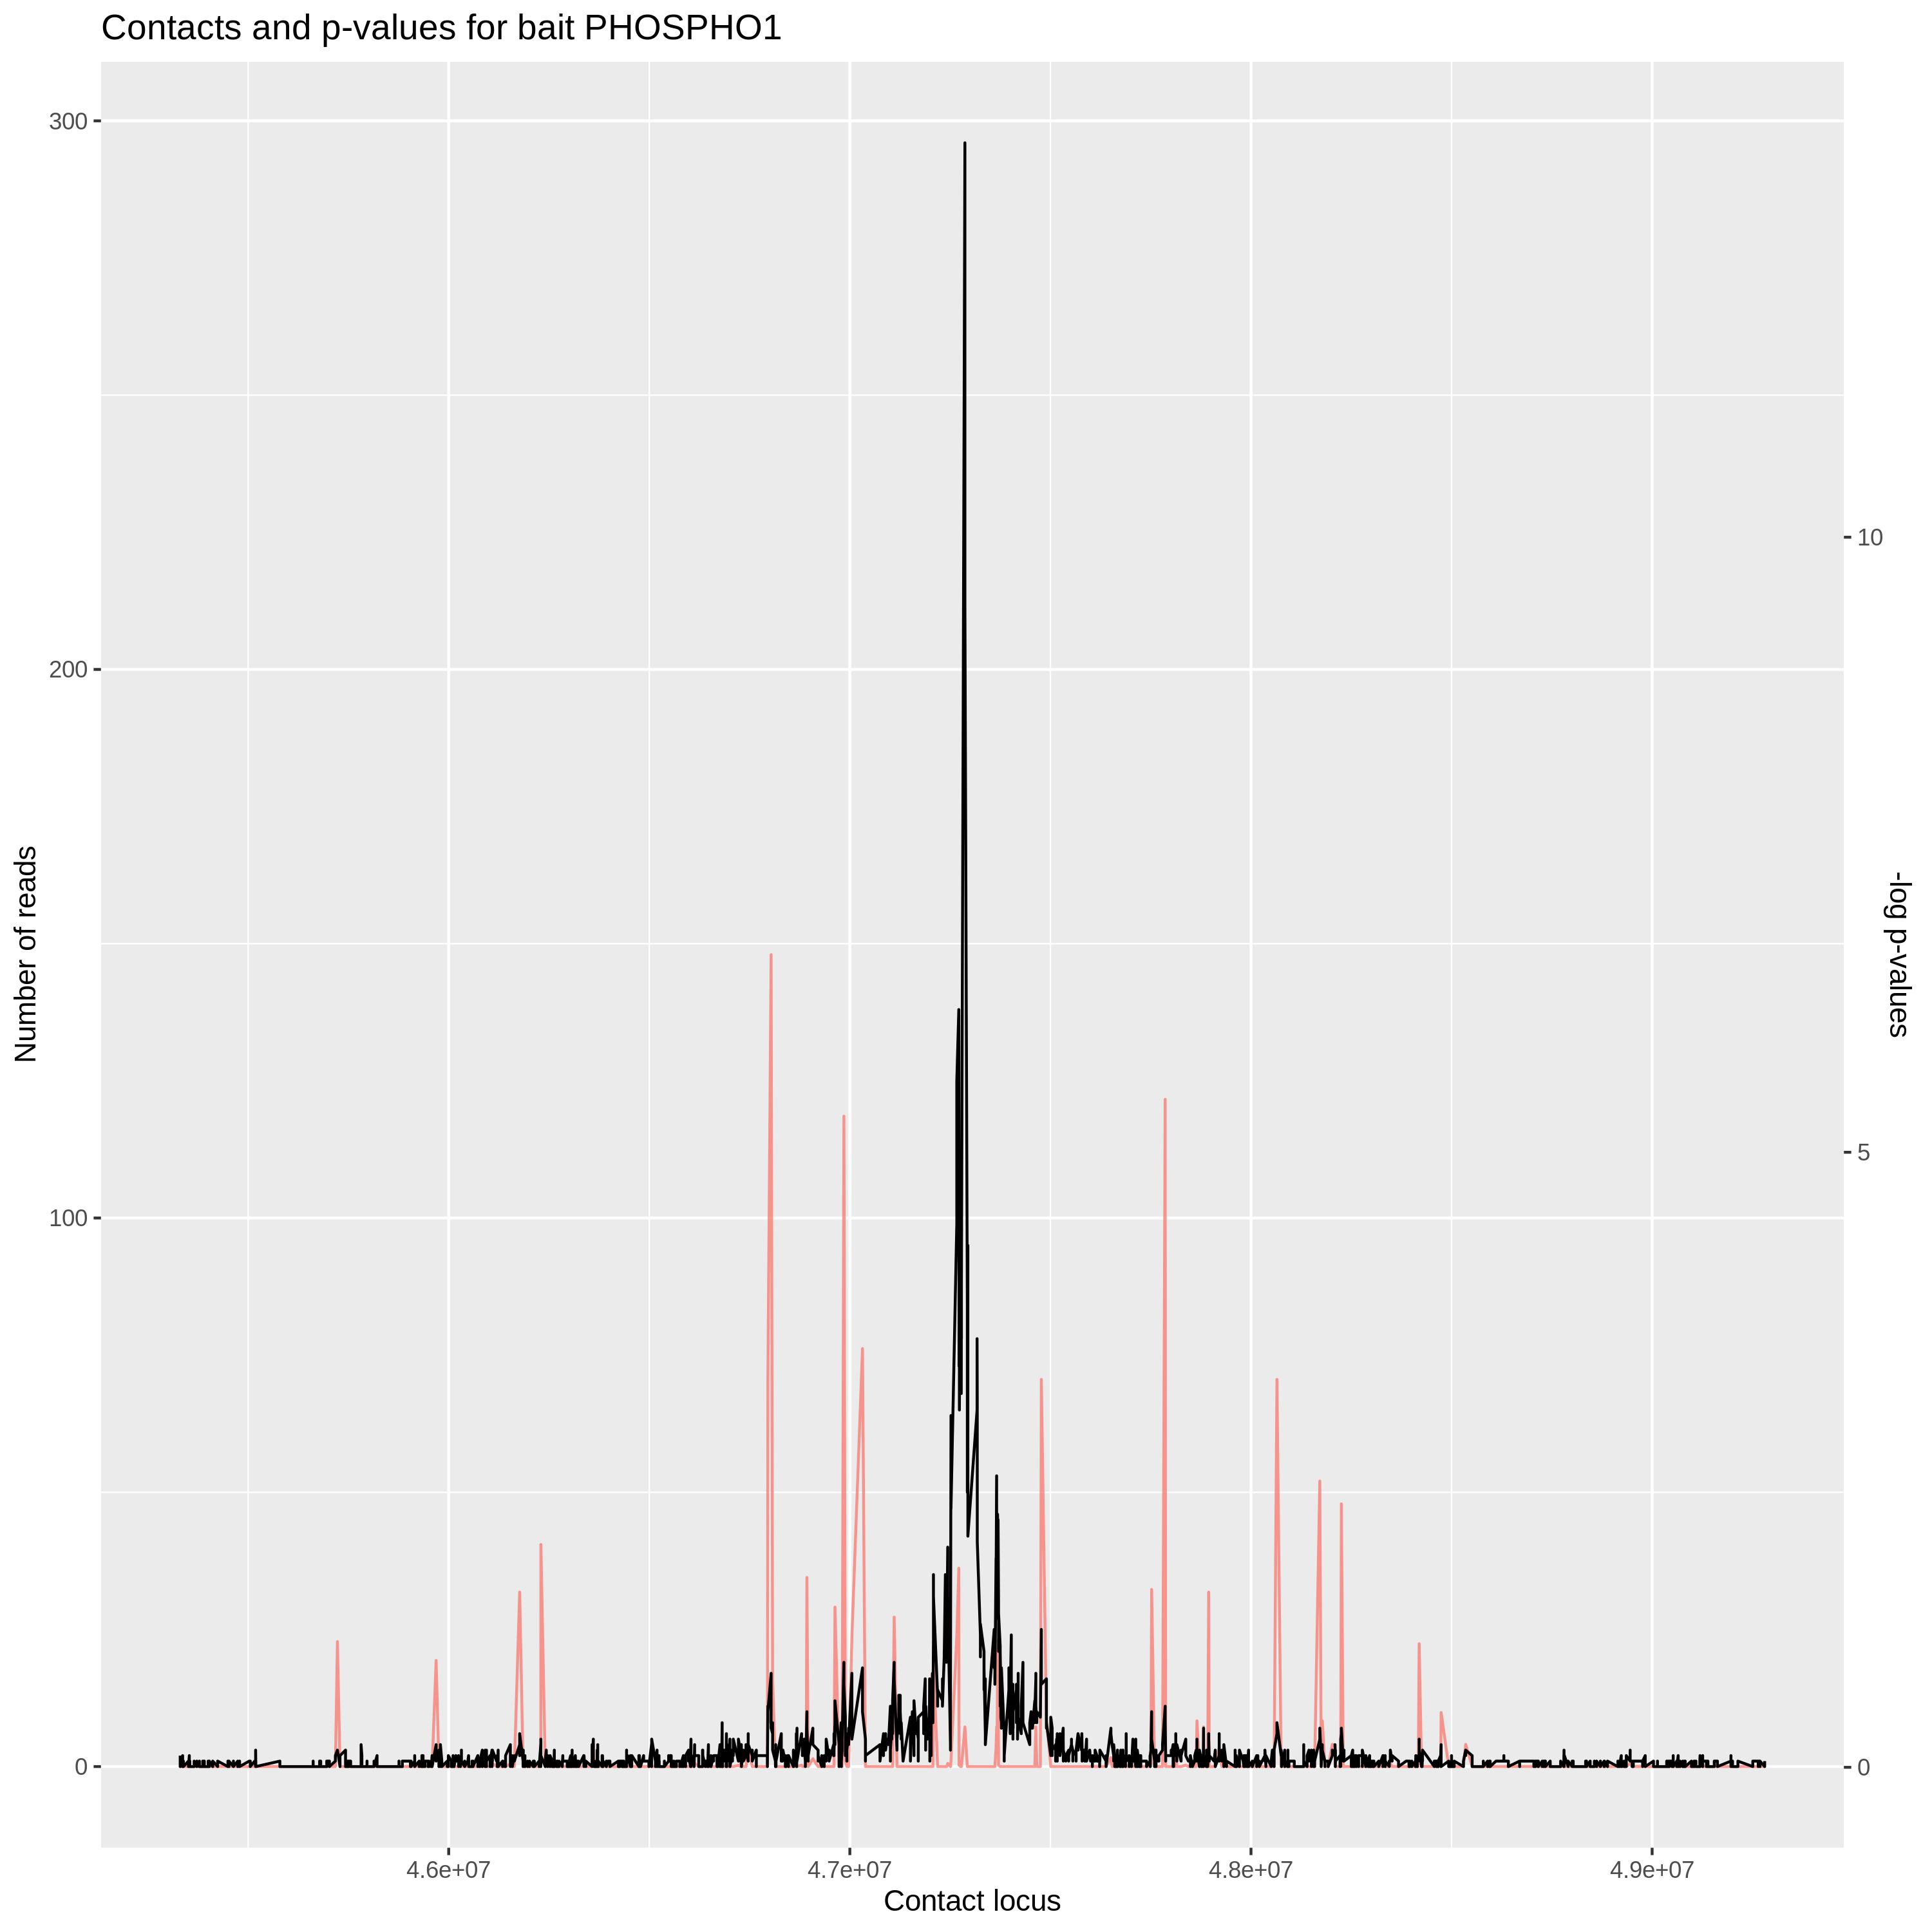 Contacts and p-values for bait PHOSPHO1
300
200
100
0
Number of reads
10
5
0
-log p-values
4.6e+07
4.7e+07
4.8e+07
4.9e+07
Contact locus